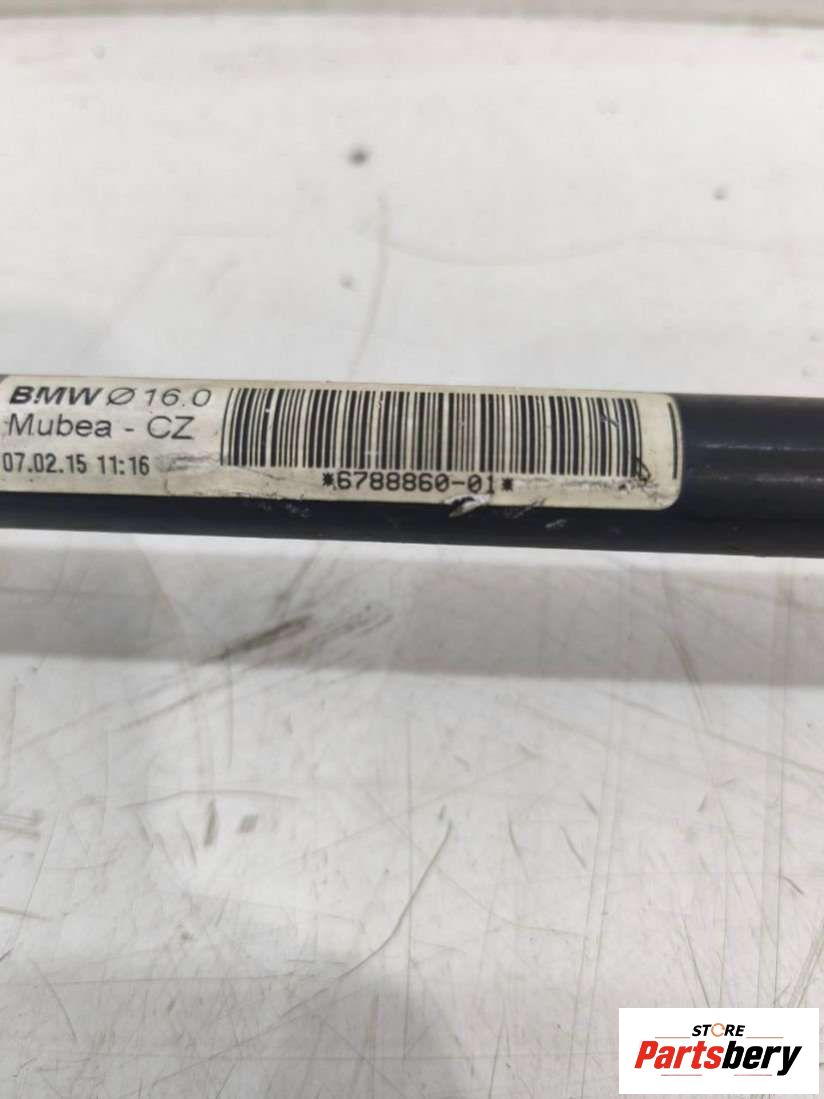 BMW Ø 16.0
Mubea - CZ
07.02.15 11:16
*6788860-01*
STORE
Partsbery